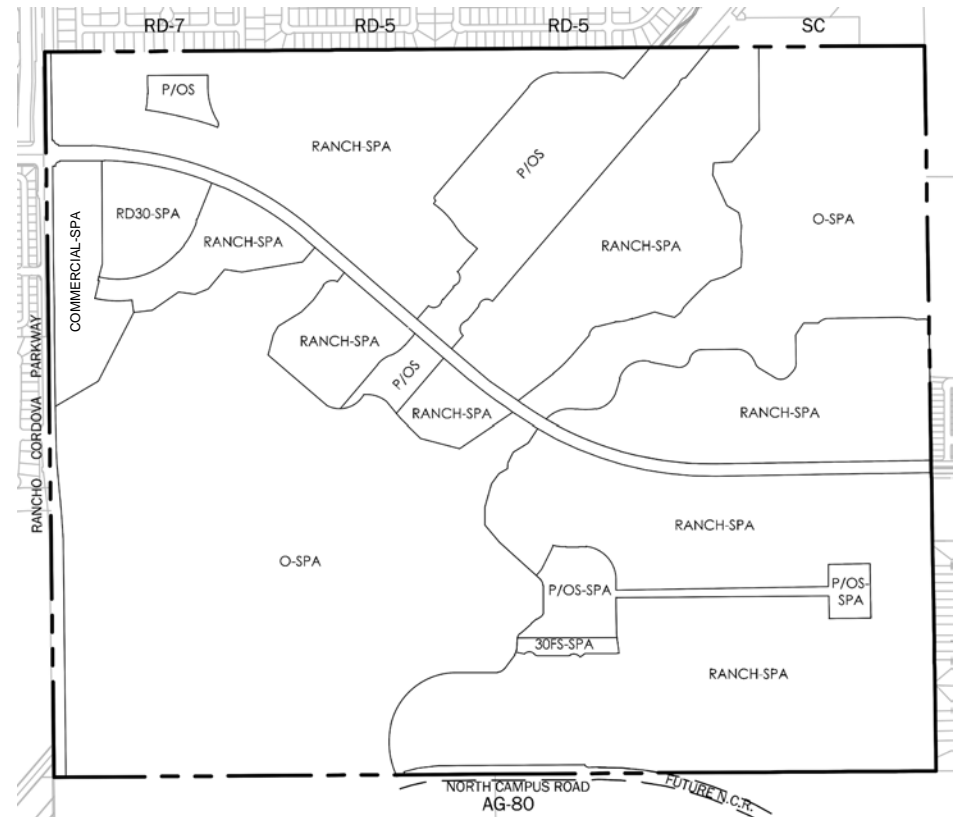 RD-7
RD-5
RD-5
SC
P/OS
RANCH-SPA
P/OS
RD30-SPA
RANCH-SPA
RANCH-SPA
O-SPA
COMMERCIAL-SPA
RANCH-SPA
P/OS
RANCH-SPA
RANCH-SPA
RANCHO CORDOVA PARKWAY
RANCH-SPA
O-SPA
P/OS-SPA
P/OS-
SPA
30FS-SPA
RANCH-SPA
NORTH CAMPUS ROAD
FUTURE N.C.R.
AG-80